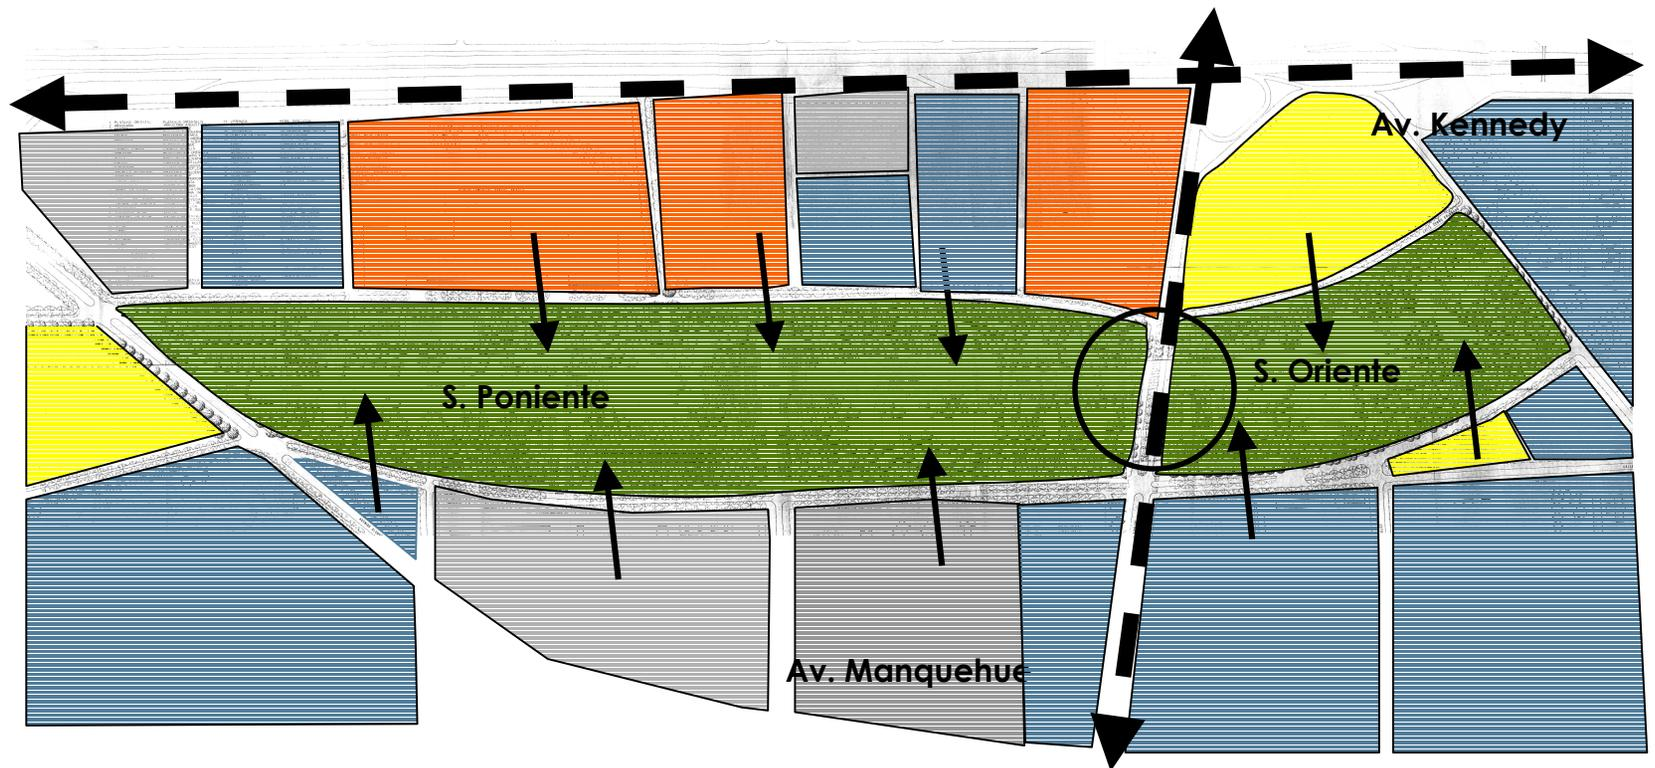 Av. Kennedy
S. Oriente
S. Poniente
Av. Manquehue